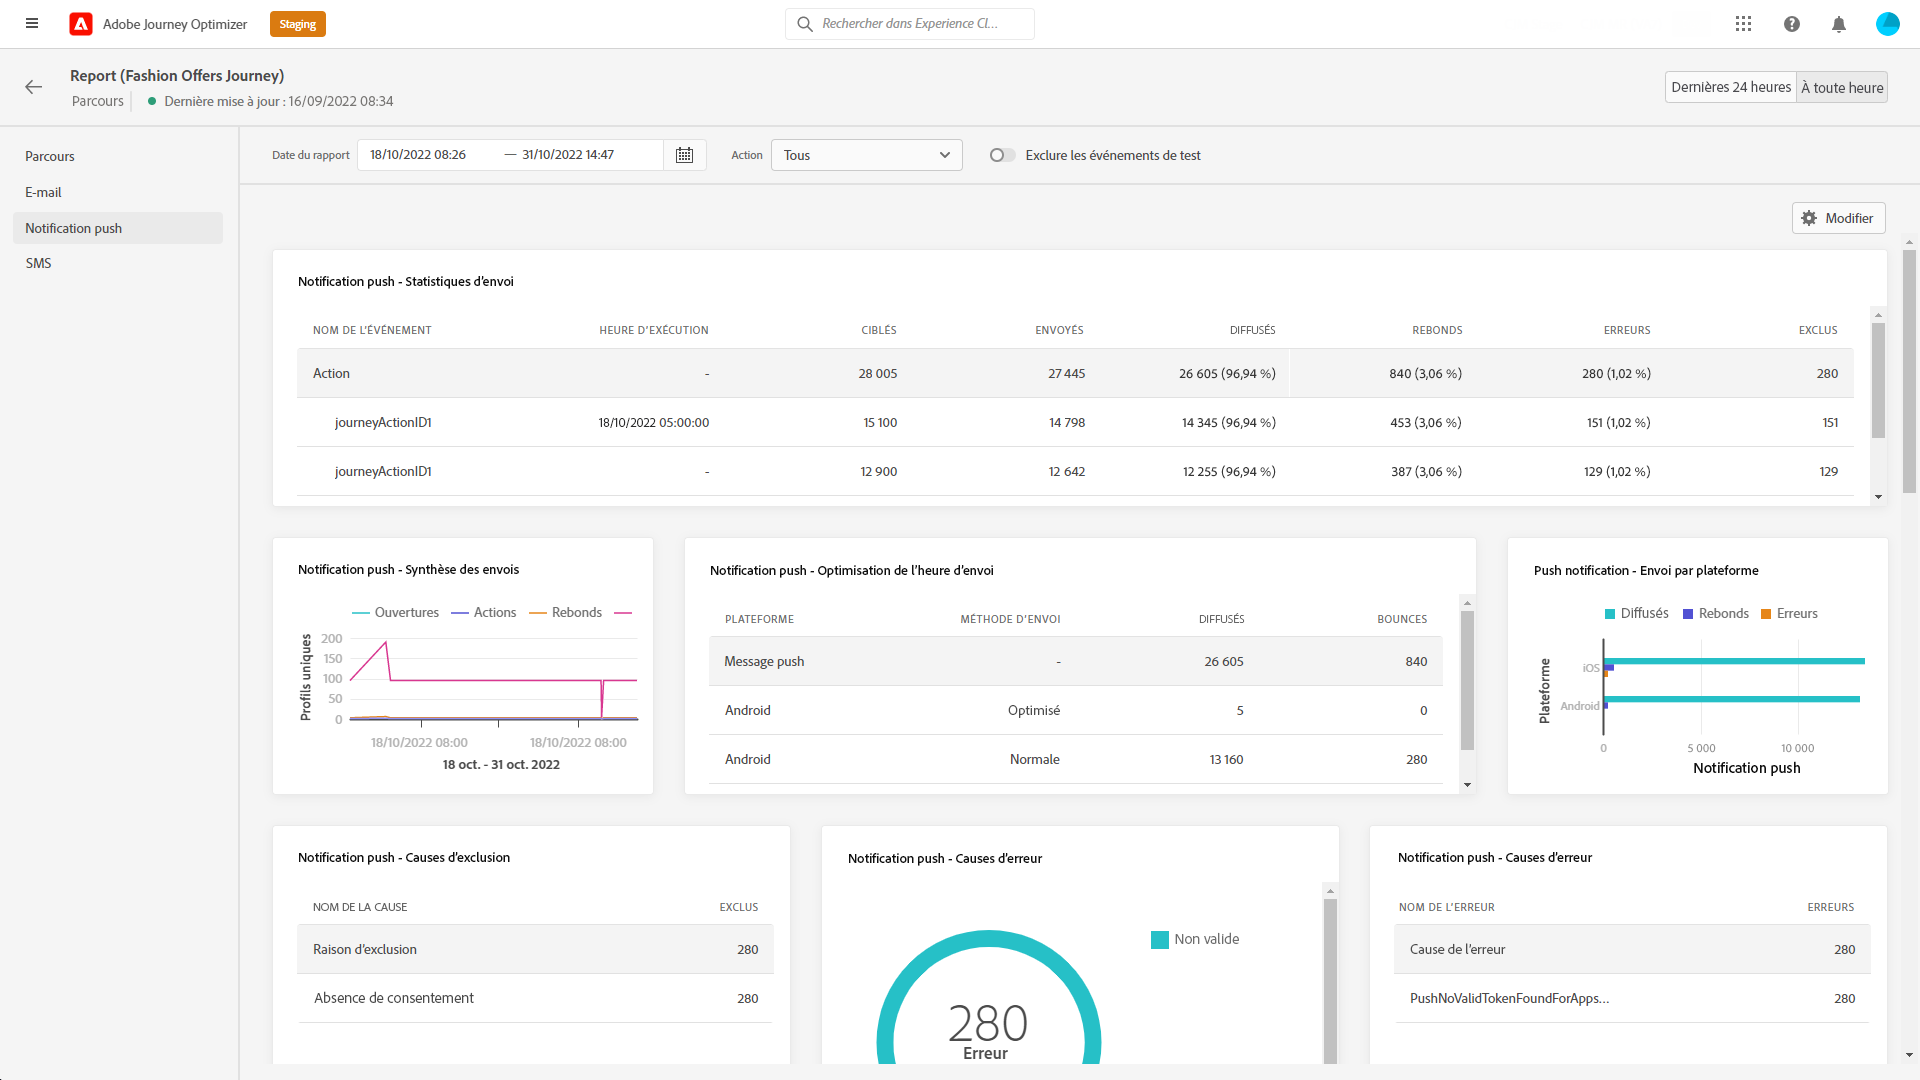 Adobe Journey Optimizer
Staging
Rechercher dans Experience Cl...
Report (Fashion Offers Journey)
Parcours
Dernière mise à jour : 16/09/2022 08:34
Dernières 24 heures
À toute heure
Parcours
E-mail
Notification push
SMS
Date du rapport
18/10/2022 08:26 — 31/10/2022 14:47
Action
Tous
Exclure les événements de test
Modifier
Notification push - Statistiques d'envoi
NOM DE L'ÉVÉNEMENT HEURE D'EXÉCUTION CIBLÉS ENVOYÉS DIFFUSÉS REBONDS ERREURS EXCLUS
Action - 28 005 27 445 26 605 (96,94 %) 840 (3,06 %) 280 (1,02 %) 280
journeyActionID1 18/10/2022 05:00:00 15 100 14 798 14 345 (96,94 %) 453 (3,06 %) 151 (1,02 %) 151
journeyActionID1 - 12 900 12 642 12 255 (96,94 %) 387 (3,06 %) 129 (1,02 %) 129
Notification push - Synthèse des envois
Ouvertures Actions Rebonds
Profils uniques
200
150
100
50
0
18/10/2022 08:00 18/10/2022 08:00
18 oct. - 31 oct. 2022
Notification push - Optimisation de l'heure d'envoi
PLATEFORME MÉTHODE D'ENVOI DIFFUSÉS BOUNCES
Message push - 26 605 840
Android Optimisé 5 0
Android Normale 13 160 280
Push notification - Envoi par plateforme
Diffusés Rebonds Erreurs
Plateforme
iOS
Android
0 5 000 10 000
Notification push
Notification push - Causes d'exclusion
NOM DE LA CAUSE EXCLUS
Raison d'exclusion 280
Absence de consentement 280
Notification push - Causes d'erreur
Non valide
280
Erreur
Notification push - Causes d'erreur
NOM DE L'ERREUR ERREURS
Cause de l'erreur 280
PushNoValidTokenFoundForApps... 280